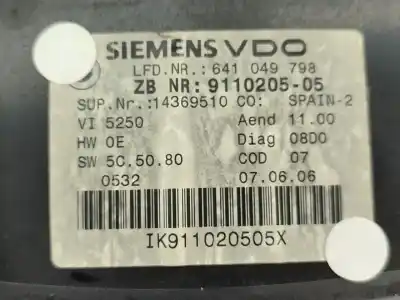 SIEMENS VDO
LFD.NR.: 641 049 798
ZB NR: 9110205-05
SUP.Nr.:14369510 CO: SPAIN-2
VI 5250 Aend 11.00
HW 0E Diag 08D0
SW 5C.50.80 COD 07
0532 07.06.06
IK911020505X